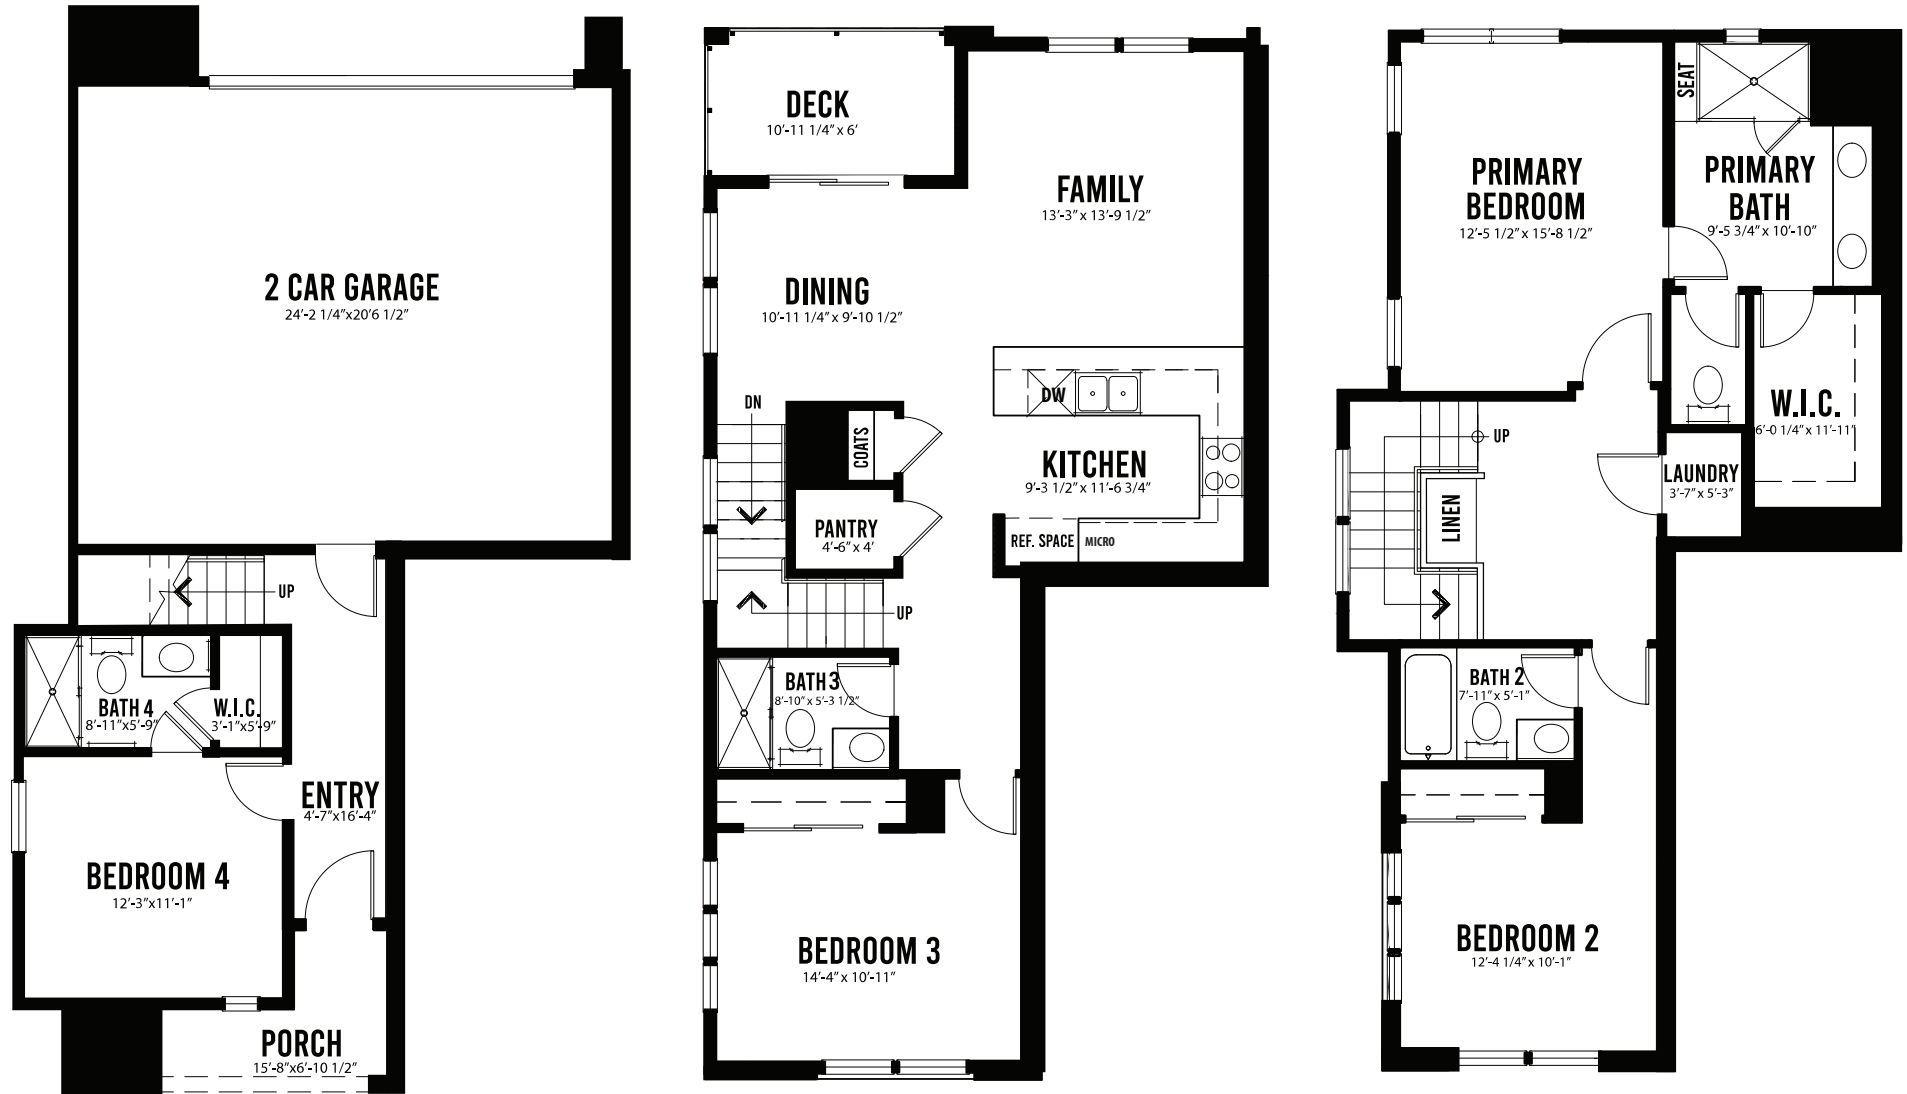 2 CAR GARAGE
24'-2 1/4"x20'6 1/2"
UP
BATH 4
8'-11"x5'-9"
W.I.C.
3'-1"x5'-9"
ENTRY
4'-7"x16'-4"
BEDROOM 4
12'-3"x11'-1"
PORCH
15'-8"x6'-10 1/2"
DECK
10'-11 1/4" x 6'
FAMILY
13'-3" x 13'-9 1/2"
DINING
10'-11 1/4" x 9'-10 1/2"
DN
COATS
DW
KITCHEN
9'-3 1/2" x 11'-6 3/4"
PANTRY
4'-6" x 4'
REF. SPACE
MICRO
UP
BATH 3
8'-10" x 5'-3 1/2"
BEDROOM 3
14'-4" x 10'-11"
SEAT
PRIMARY
BEDROOM
12'-5 1/2" x 15'-8 1/2"
PRIMARY
BATH
9'-5 3/4" x 10'-10"
W.I.C.
6'-0 1/4" x 11'-11"
UP
LAUNDRY
3'-7" x 5'-3"
LINEN
BATH 2
7'-11" x 5'-1"
BEDROOM 2
12'-4 1/4" x 10'-1"